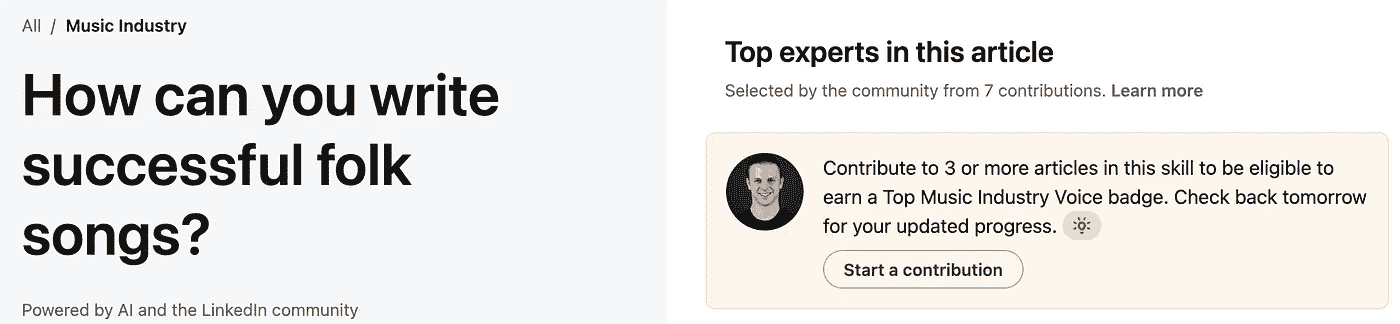 All / Music Industry
How can you write
successful folk
songs?
Powered by AI and the LinkedIn community
Top experts in this article
Selected by the community from 7 contributions. Learn more
Contribute to 3 or more articles in this skill to be eligible to
earn a Top Music Industry Voice badge. Check back tomorrow
for your updated progress.
Start a contribution